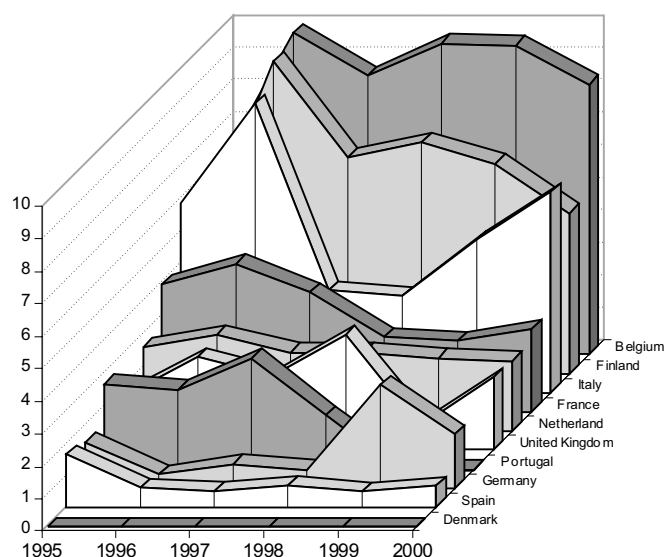 10
9
8
7
6
5
4
3
2
1
0
1995 1996 1997 1998 1999 2000
Belgium
Finland
Italy
France
Netherland
United Kingdom
Portugal
Germany
Spain
Denmark